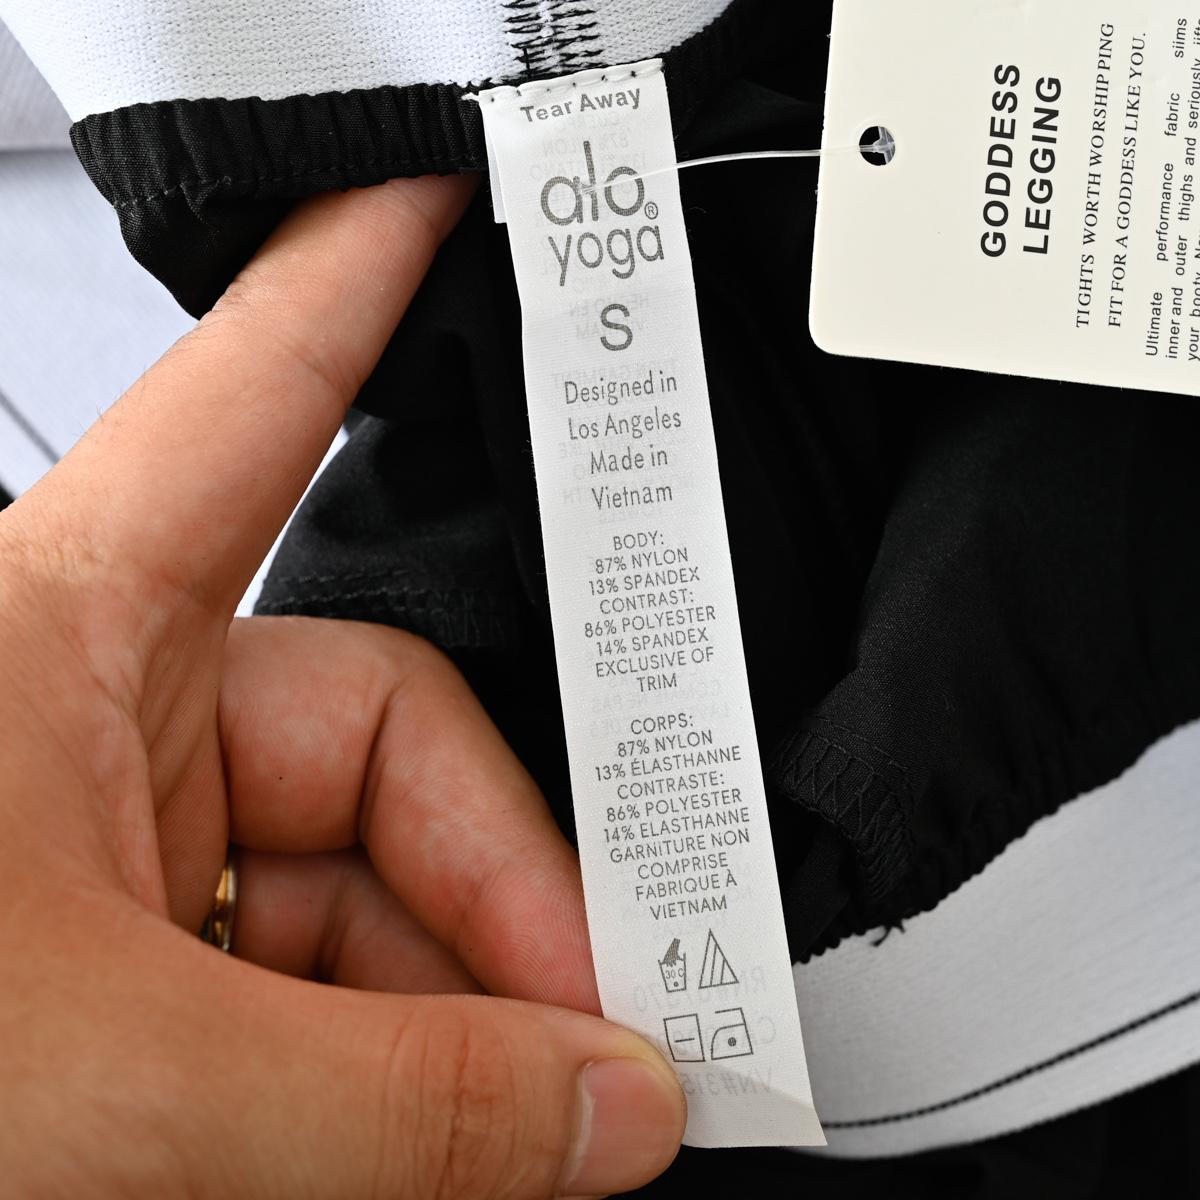 Tear Away
alo®
yoga
S
Designed in
Los Angeles
Made in
Vietnam
BODY:
87% NYLON
13% SPANDEX
CONTRAST:
86% POLYESTER
14% SPANDEX
EXCLUSIVE OF
TRIM
CORPS:
87% NYLON
13% ÉLASTHANNE
CONTRASTE:
86% POLYESTER
14% ELASTHANNE
GARNITURE NON
COMPRISE
FABRIQUE À
VIETNAM
30 C
GODDESS
LEGGING
TIGHTS WORTH WORSHIPPING
FIT FOR A GODDESS LIKE YOU.
Ultimate performance fabric slims
inner and outer thighs and seriously
your booty.